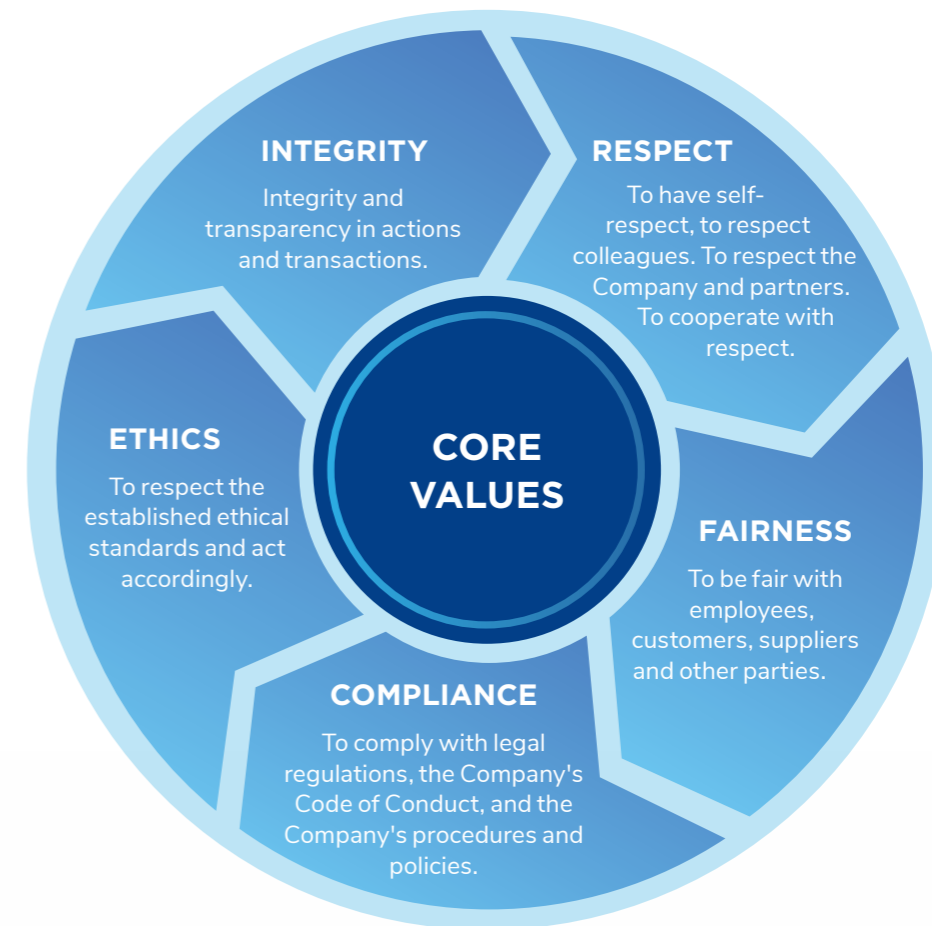 INTEGRITY
Integrity and
transparency in actions
and transactions.
RESPECT
To have self-
respect, to respect
colleagues. To respect the
Company and partners.
To cooperate with
respect.
ETHICS
To respect the
established ethical
standards and act
accordingly.
CORE
VALUES
FAIRNESS
To be fair with
employees,
customers, suppliers
and other parties.
COMPLIANCE
To comply with legal
regulations, the Company's
Code of Conduct, and the
Company's procedures and
policies.